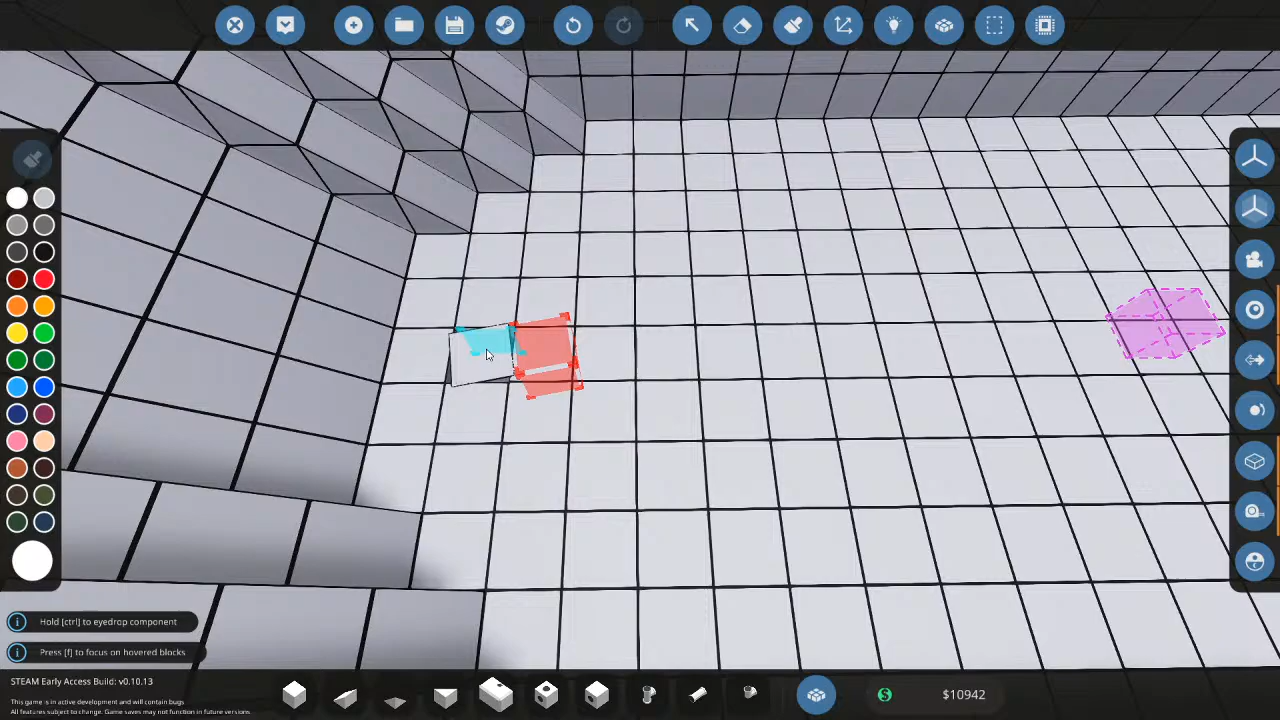 Hold [ctrl] to eyedrop component
Press [f] to focus on hovered blocks
STEAM Early Access Build: v0.10.13
This game is in active development and will contain bugs
All features subject to change. Game saves may not function in future versions
$10942